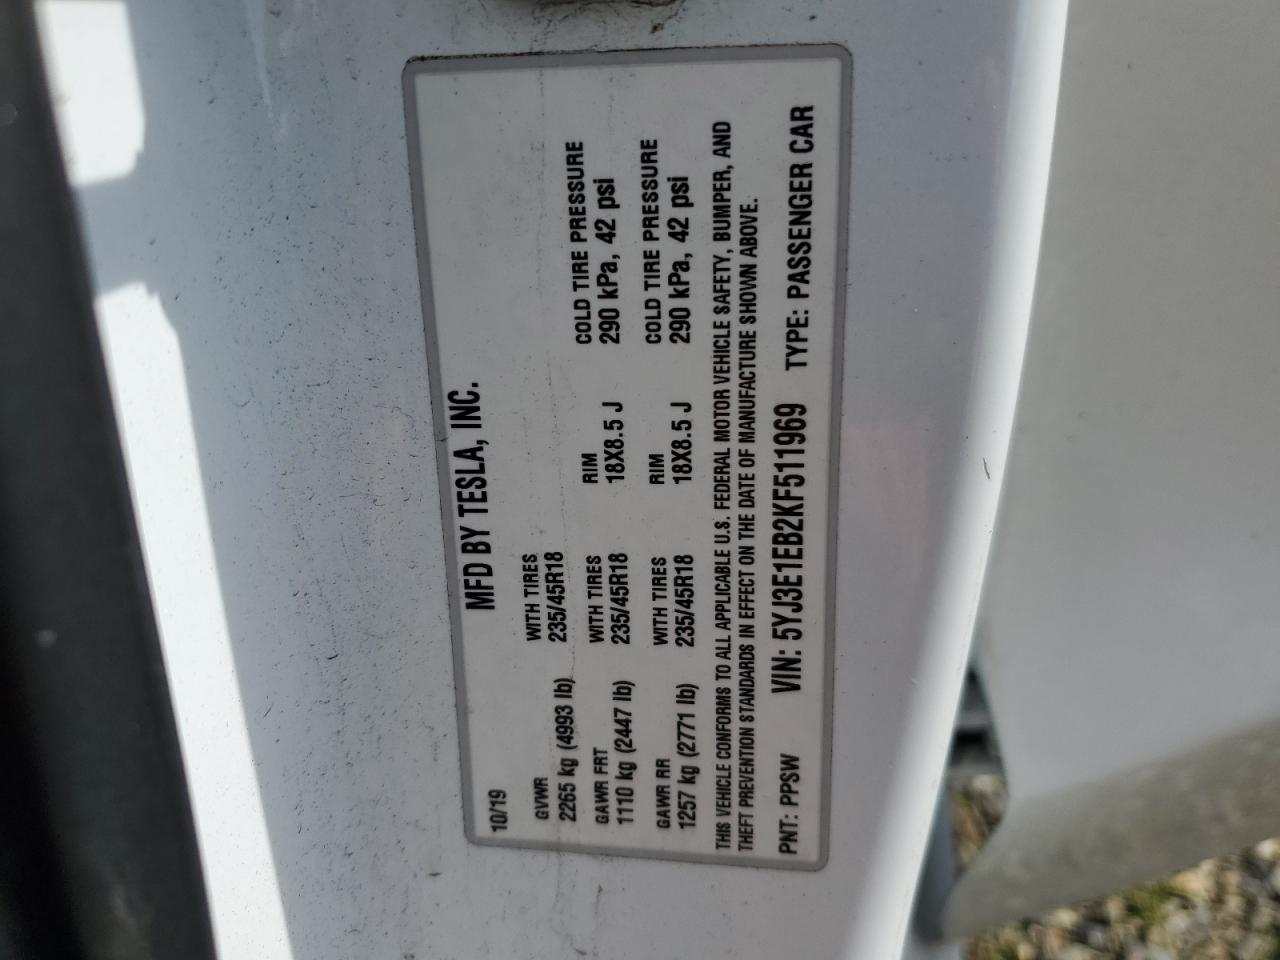 MFD BY TESLA, INC.
10/19
GVWR WITH TIRES
2265 kg (4993 lb) 235/45R18
GAWR FRT WITH TIRES RIM COLD TIRE PRESSURE
1110 kg (2447 lb) 235/45R18 18X8.5 J 290 kPa, 42 psi
GAWR RR WITH TIRES RIM COLD TIRE PRESSURE
1257 kg (2771 lb) 235/45R18 18X8.5 J 290 kPa, 42 psi
THIS VEHICLE CONFORMS TO ALL APPLICABLE U.S. FEDERAL MOTOR VEHICLE SAFETY, BUMPER, AND
THEFT PREVENTION STANDARDS IN EFFECT ON THE DATE OF MANUFACTURE SHOWN ABOVE.
PNT: PPSW VIN: 5YJ3E1EB2KF511969 TYPE: PASSENGER CAR